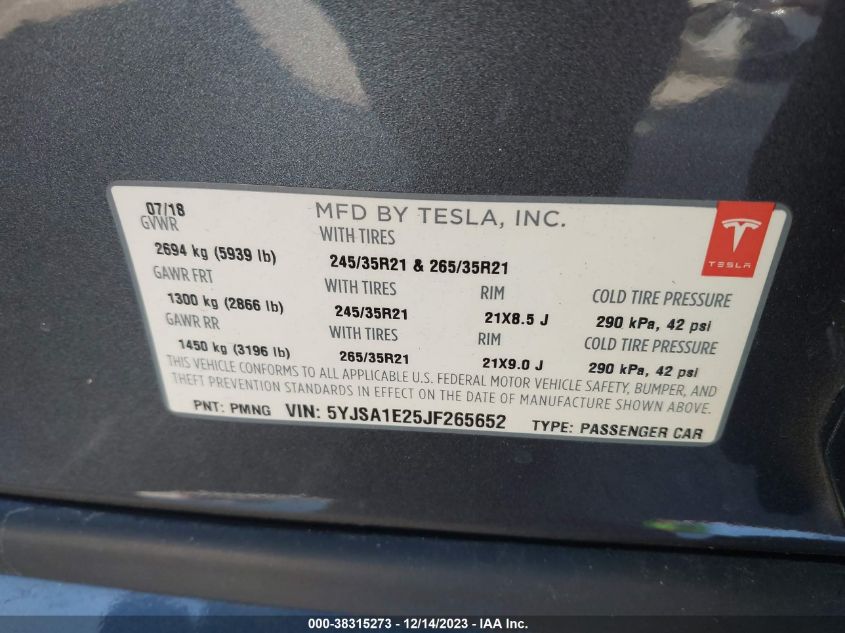 07/18 MFD BY TESLA, INC.
GVWR WITH TIRES
2694 kg (5939 lb) 245/35R21 & 265/35R21
TESLA
GAWR FRT WITH TIRES RIM COLD TIRE PRESSURE
1300 kg (2866 lb) 245/35R21 21X8.5 J 290 kPa, 42 psi
GAWR RR WITH TIRES RIM COLD TIRE PRESSURE
1450 kg (3196 lb) 265/35R21 21X9.0 J 290 kPa, 42 psi
THIS VEHICLE CONFORMS TO ALL APPLICABLE U.S. FEDERAL MOTOR VEHICLE SAFETY, BUMPER, AND
THEFT PREVENTION STANDARDS IN EFFECT ON THE DATE OF MANUFACTURE SHOWN ABOVE.
PNT: PMNG VIN: 5YJSA1E25JF265652 TYPE: PASSENGER CAR
000-38315273 - 12/14/2023 - IAA Inc.